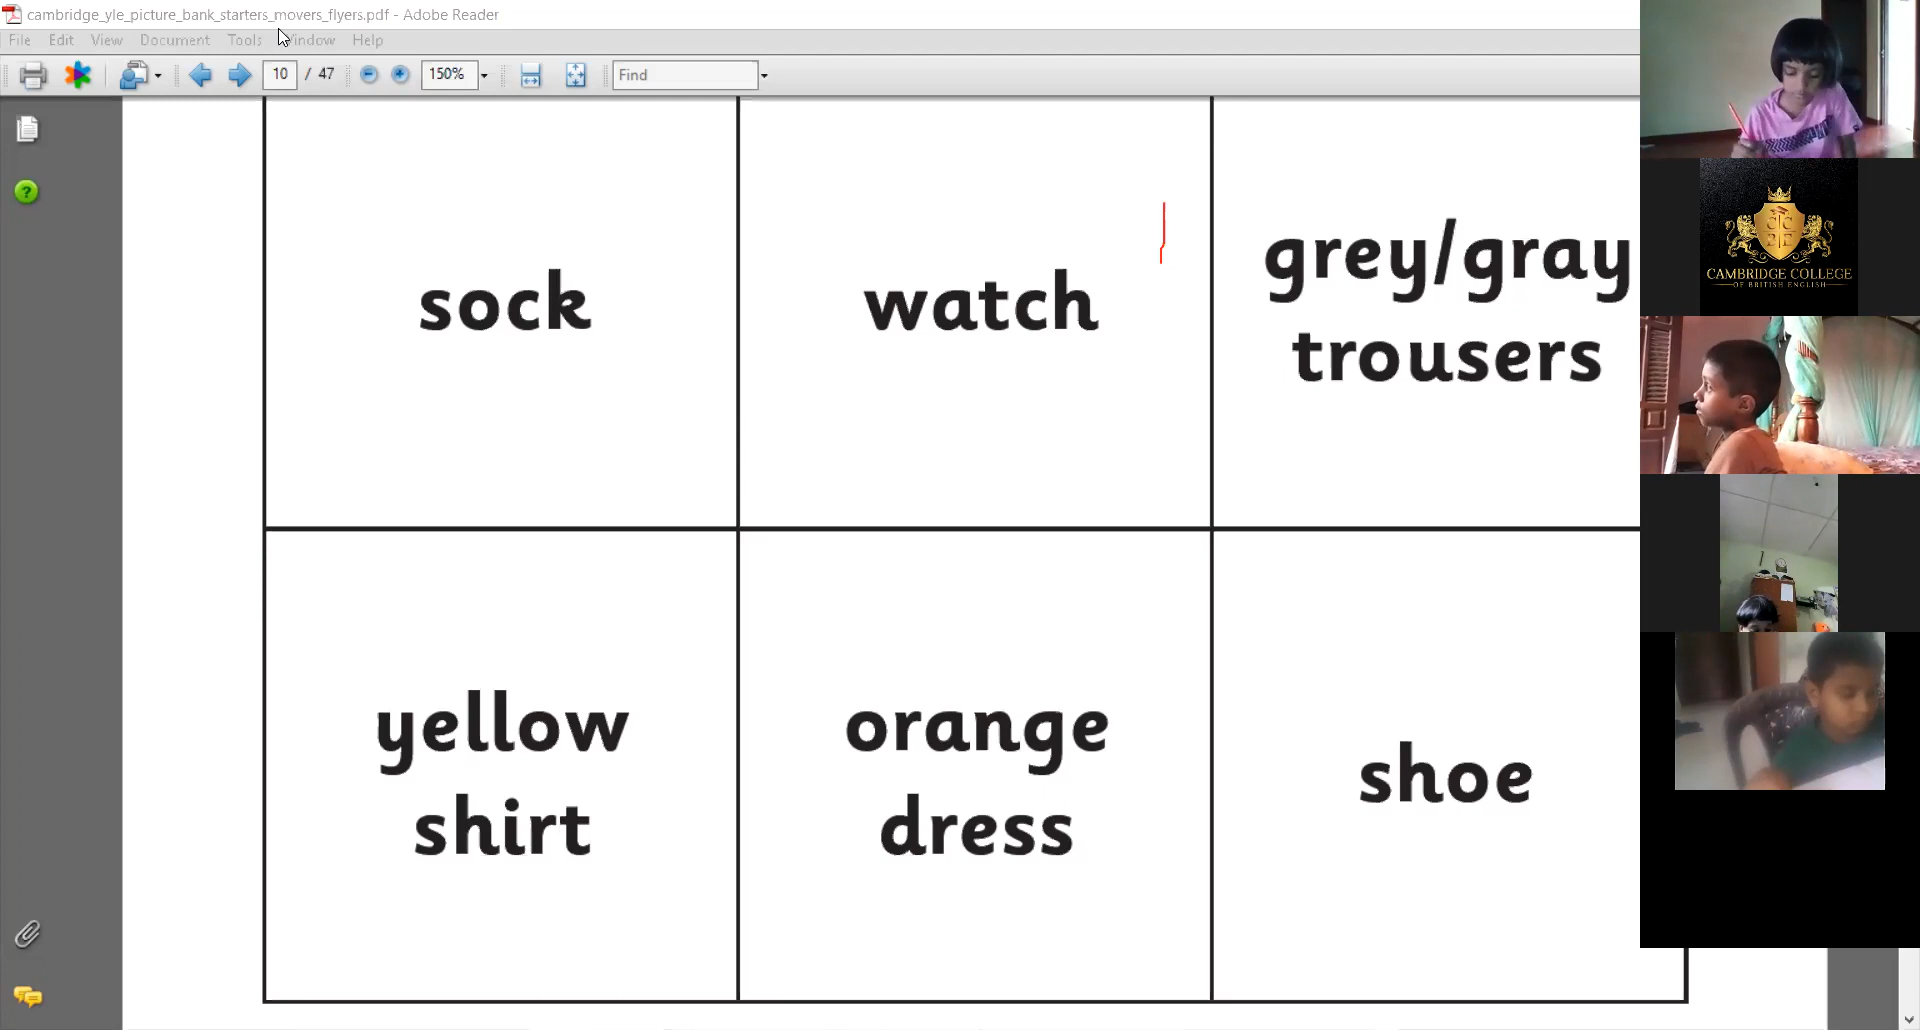 cambridge_yle_picture_bank_starters_movers_flyers.pdf - Adobe Reader
File Edit View Document Tools Window Help
10 / 47 150% Find
sock
watch
grey/gray
trousers
yellow
shirt
orange
dress
shoe
CAMBRIDGE COLLEGE
OF BRITISH ENGLISH